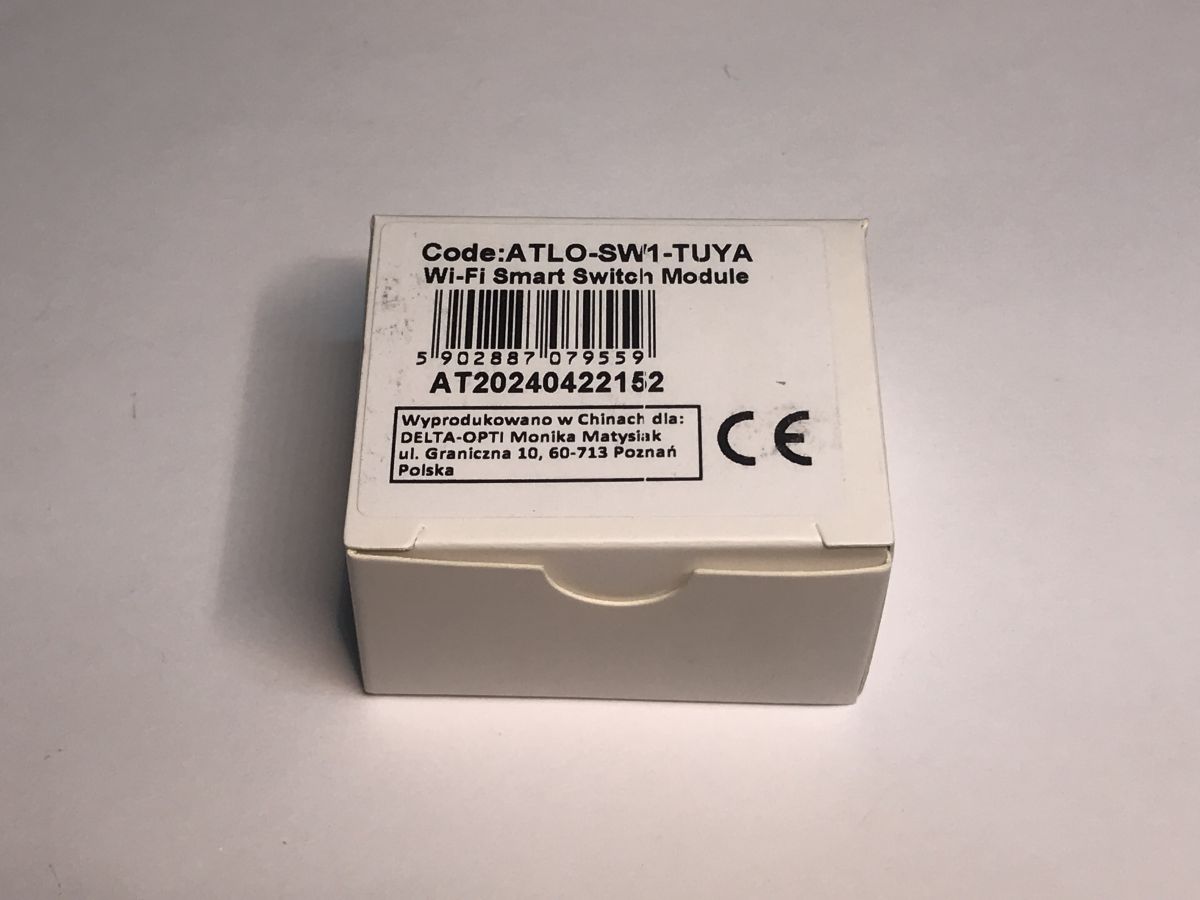 Code:ATLO-SW1-TUYA
Wi-Fi Smart Switch Module
5 902887 079559
AT20240422152
Wyprodukowano w Chinach dla:
DELTA-OPTI Monika Matysiak
ul. Graniczna 10, 60-713 Poznań
Polska
CE